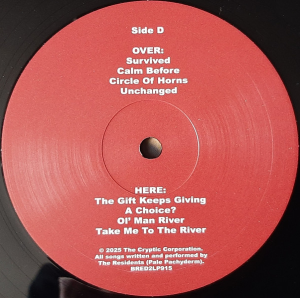 Side D
OVER:
Survived
Calm Before
Circle Of Horns
Unchanged
HERE:
The Gift Keeps Giving
A Choice?
Ol' Man River
Take Me To The River
© 2025 The Cryptic Corporation.
All songs written and performed by
The Residents (Pale Pachyderm).
BRED2LP915